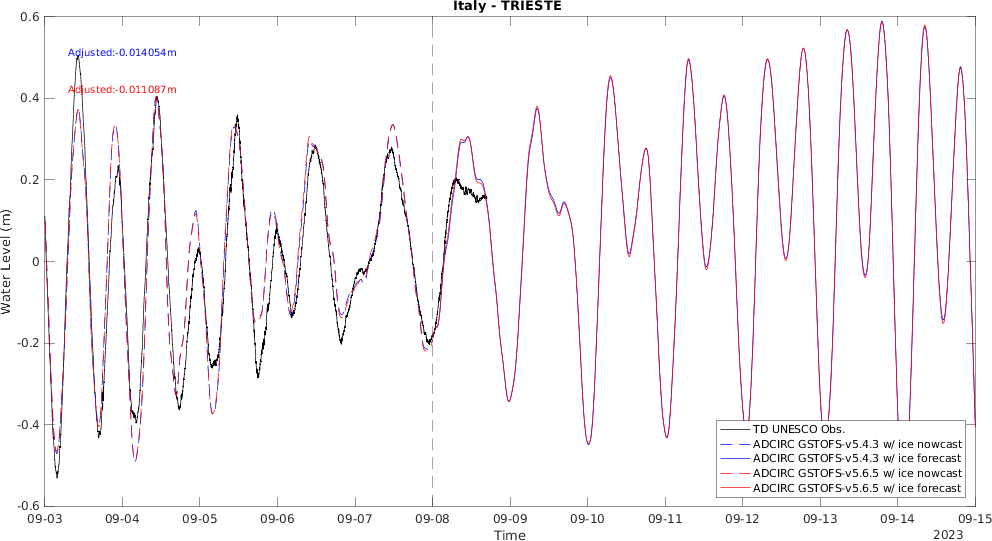 Italy - TRIESTE
0.6
0.4
0.2
0
-0.2
-0.4
-0.6
Water Level (m)
Adjusted:-0.014054m
Adjusted:-0.011087m
TD UNESCO Obs.
ADCIRC GSTOFS-v5.4.3 w/ ice nowcast
ADCIRC GSTOFS-v5.4.3 w/ ice forecast
ADCIRC GSTOFS-v5.6.5 w/ ice nowcast
ADCIRC GSTOFS-v5.6.5 w/ ice forecast
09-03 09-04 09-05 09-06 09-07 09-08 09-09 09-10 09-11 09-12 09-13 09-14 09-15
Time
2023